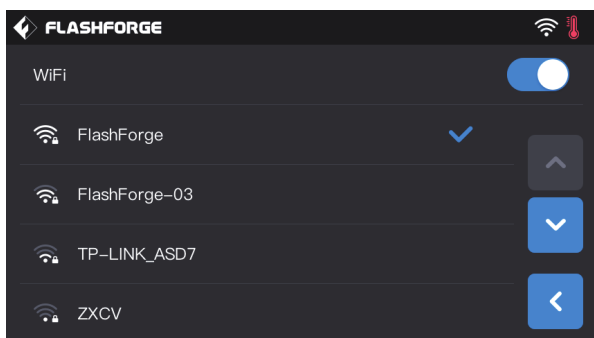 FLASHFORGE
WiFi
FlashForge
FlashForge-03
TP-LINK_ASD7
ZXCV